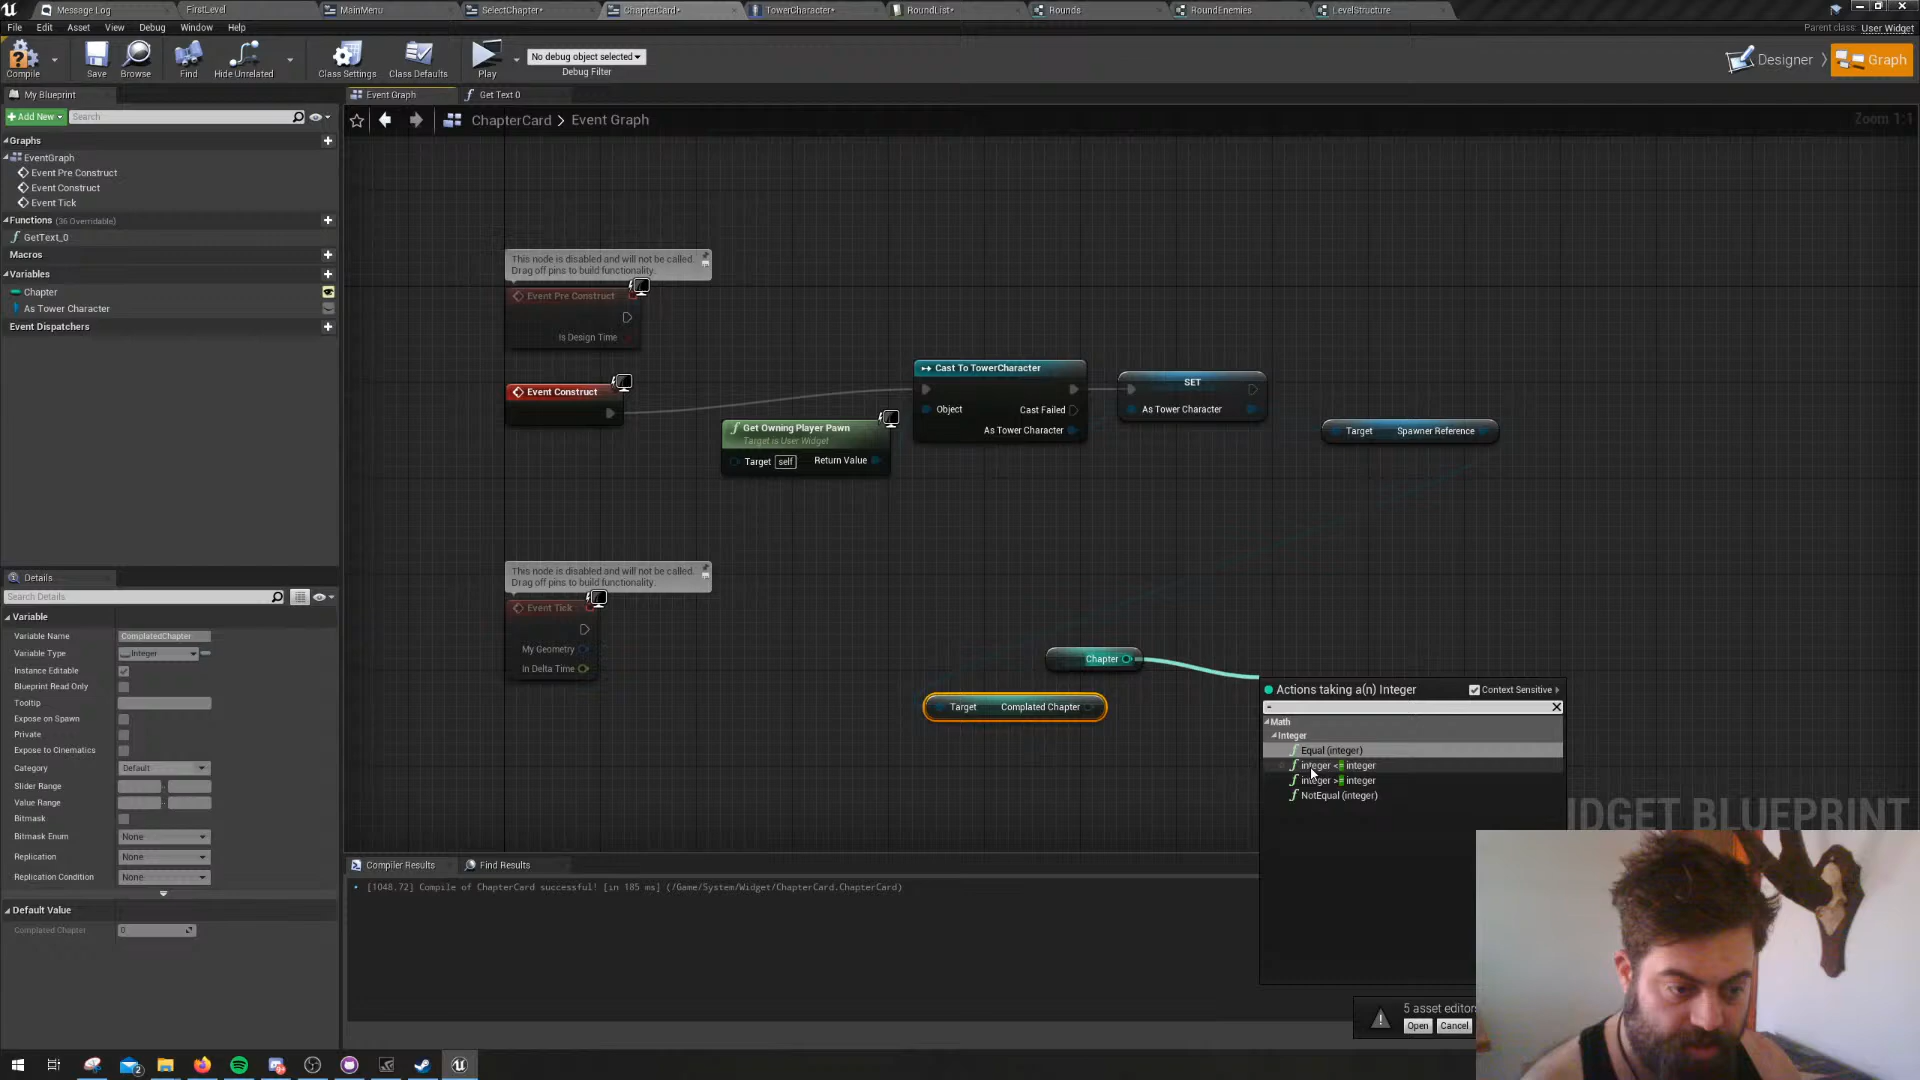 Message Log
FirstLevel
MainMenu
SelectChapter*
ChapterCard*
TowerCharacter*
RoundList*
Rounds
RoundEnemies
LevelStructure
File Edit Asset View Debug Window Help
Parent class: User Widget
Compile
Save
Browse
Find
Hide Unrelated
Class Settings
Class Defaults
Play
No debug object selected
Debug Filter
Designer
Graph
My Blueprint
Event Graph
Get Text 0
+Add New
Search
ChapterCard > Event Graph
Zoom 1:1
Graphs
EventGraph
Event Pre Construct
Event Construct
Event Tick
Functions (36 Overridable)
GetText_0
Macros
Variables
Chapter
As Tower Character
Event Dispatchers
This node is disabled and will not be called.
Drag off pins to build functionality.
Event Pre Construct
Is Design Time
Event Construct
Get Owning Player Pawn
Target is User Widget
Target self Return Value
Cast To TowerCharacter
Object Cast Failed
As Tower Character
SET
As Tower Character
Target Spawner Reference
This node is disabled and will not be called.
Drag off pins to build functionality.
Event Tick
My Geometry
In Delta Time
Chapter
Target Complated Chapter
Actions taking a(n) Integer
Context Sensitive
=
Math
Integer
Equal (integer)
integer <= integer
integer >= integer
NotEqual (integer)
IDGET BLUEPRINT
Details
Search Details
Variable
Variable Name ComplatedChapter
Variable Type Integer
Instance Editable
Blueprint Read Only
Tooltip
Expose on Spawn
Private
Expose to Cinematics
Category Default
Slider Range
Value Range
Bitmask
Bitmask Enum None
Replication None
Replication Condition None
Default Value
Complated Chapter 0
Compiler Results
Find Results
[1048,72] Compile of ChapterCard successful! [in 185 ms] (/Game/System/Widget/ChapterCard.ChapterCard)
5 asset editor
Open
Cancel